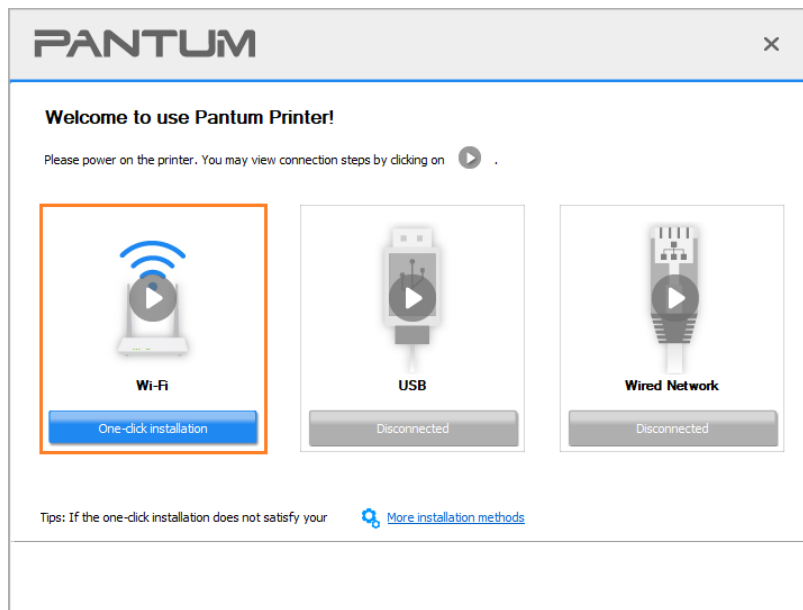 PANTUM
Welcome to use Pantum Printer!
Please power on the printer. You may view connection steps by clicking on .
Wi-Fi
USB
Wired Network
One-click installation
Disconnected
Disconnected
Tips: If the one-click installation does not satisfy your More installation methods